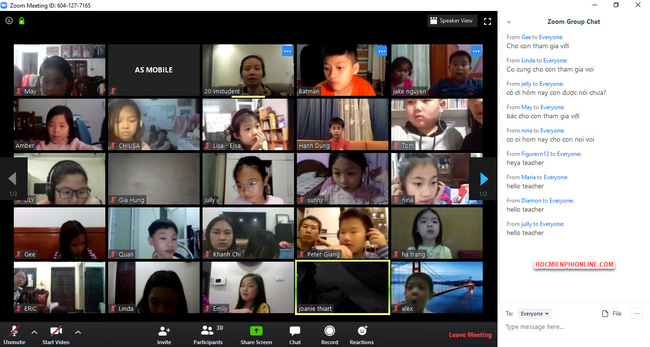 Zoom Meeting ID: 604-127-7165
Speaker View
May
AS MOBILE
20 vnstudent
Batman
jake nguyen
Amber
CHILISA
Lisa - Elsa
Hạnh Dung
Tom
LILY
Gia Hung
jully
sunny
nina
1/2
1/2
Gee
Quan
Khanh Chi
Peter Giang
ha trang
ERIC
Linda
Emily
joanie thiart
alex
Unmute
Start Video
Invite
30
Participants
Share Screen
Chat
Record
Reactions
Leave Meeting
Zoom Group Chat
From Gee to Everyone:
Cho con tham gia với
From Linda to Everyone:
Co cung cho con tham gia voi
From jelly to Everyone:
cô ơi hôm nay con được nói chưa?
From May to Everyone:
bác cho con tham gia với
From nina to Everyone:
co oi hom nay cho con noi voi
From Figurevn13 to Everyone:
heya teacher
From Maria to Everyone:
hello teacher
From Diamon to Everyone:
hello teacher
From jully to Everyone:
hello teacher
HOCMIENPHIONLINE.COM
To: Everyone
File
Type message here...